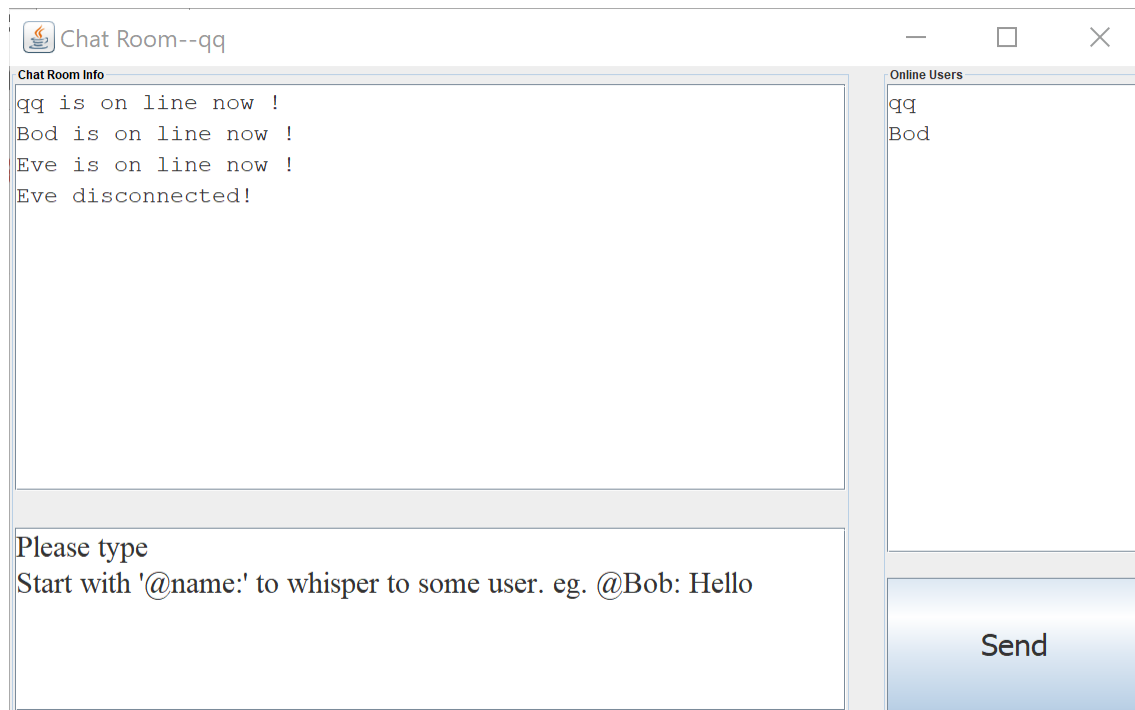 Chat Room--qq
Chat Room Info
qq is on line now !
Bod is on line now !
Eve is on line now !
Eve disconnected!
Online Users
qq
Bod
Please type
Start with '@name:' to whisper to some user. eg. @Bob: Hello
Send